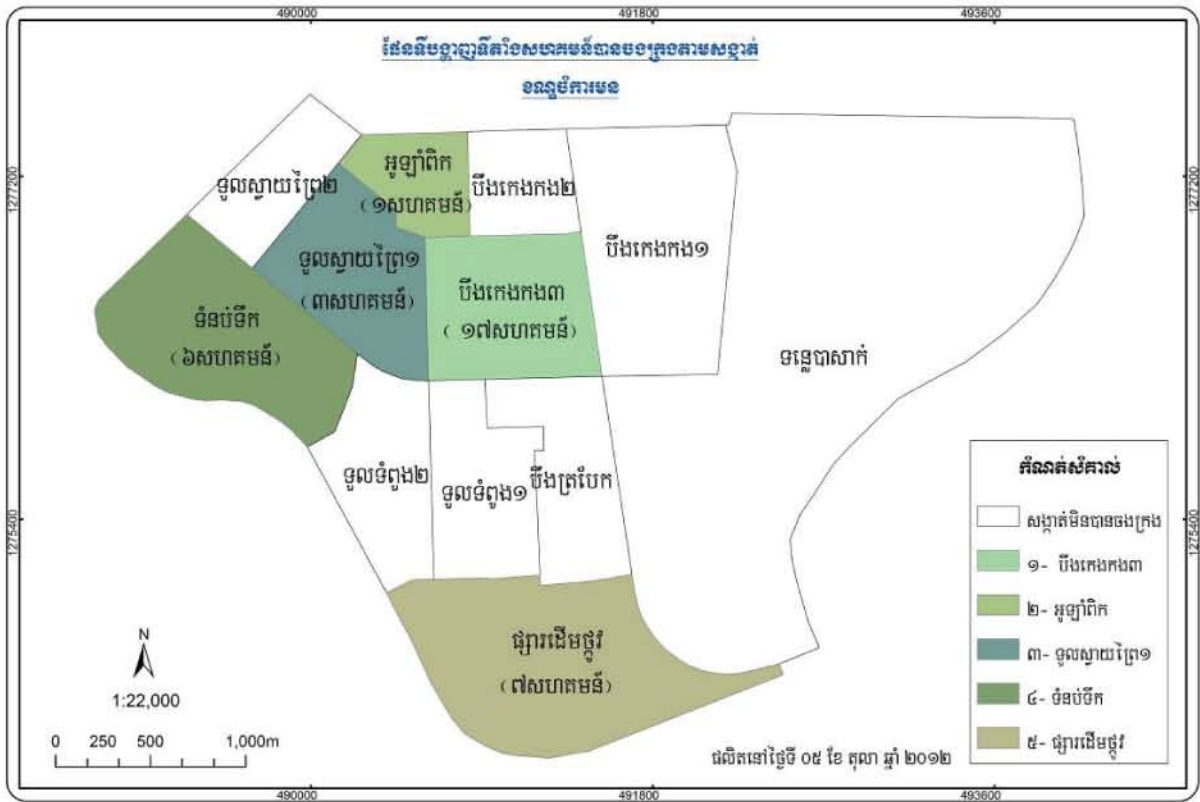 490000
491800
493600
ផែនទីបង្ហាញទីតាំងសហគមន៍បានចងក្រងតាមសង្កាត់
ខណ្ឌចំការមន
1277200
1277200
អូឡាំពិក
(១សហគមន៍)
បឹងកេងកង២
ទួលស្វាយព្រៃ២
បឹងកេងកង១
ទួលស្វាយព្រៃ១
(៣សហគមន៍)
បឹងកេងកង៣
( ១៧សហគមន៍)
ទំនប់ទឹក
(៦សហគមន៍)
ទន្លេបាសាក់
ទួលទំពូង២
ទួលទំពូង១
បឹងត្របែក
1275400
1275400
កំណត់សំគាល់
សង្កាត់មិនបានចងក្រង
១- បឹងកេងកង៣
២- អូឡាំពិក
៣- ទួលស្វាយព្រៃ១
៤- ទំនប់ទឹក
៥- ផ្សារដើមថ្កូវ
ផ្សារដើមថ្កូវ
(៧សហគមន៍)
N
1:22,000
0 250 500 1,000m
ផលិតនៅថ្ងៃទី ០៥ ខែ តុលា ឆ្នាំ ២០១២
490000
491800
493600